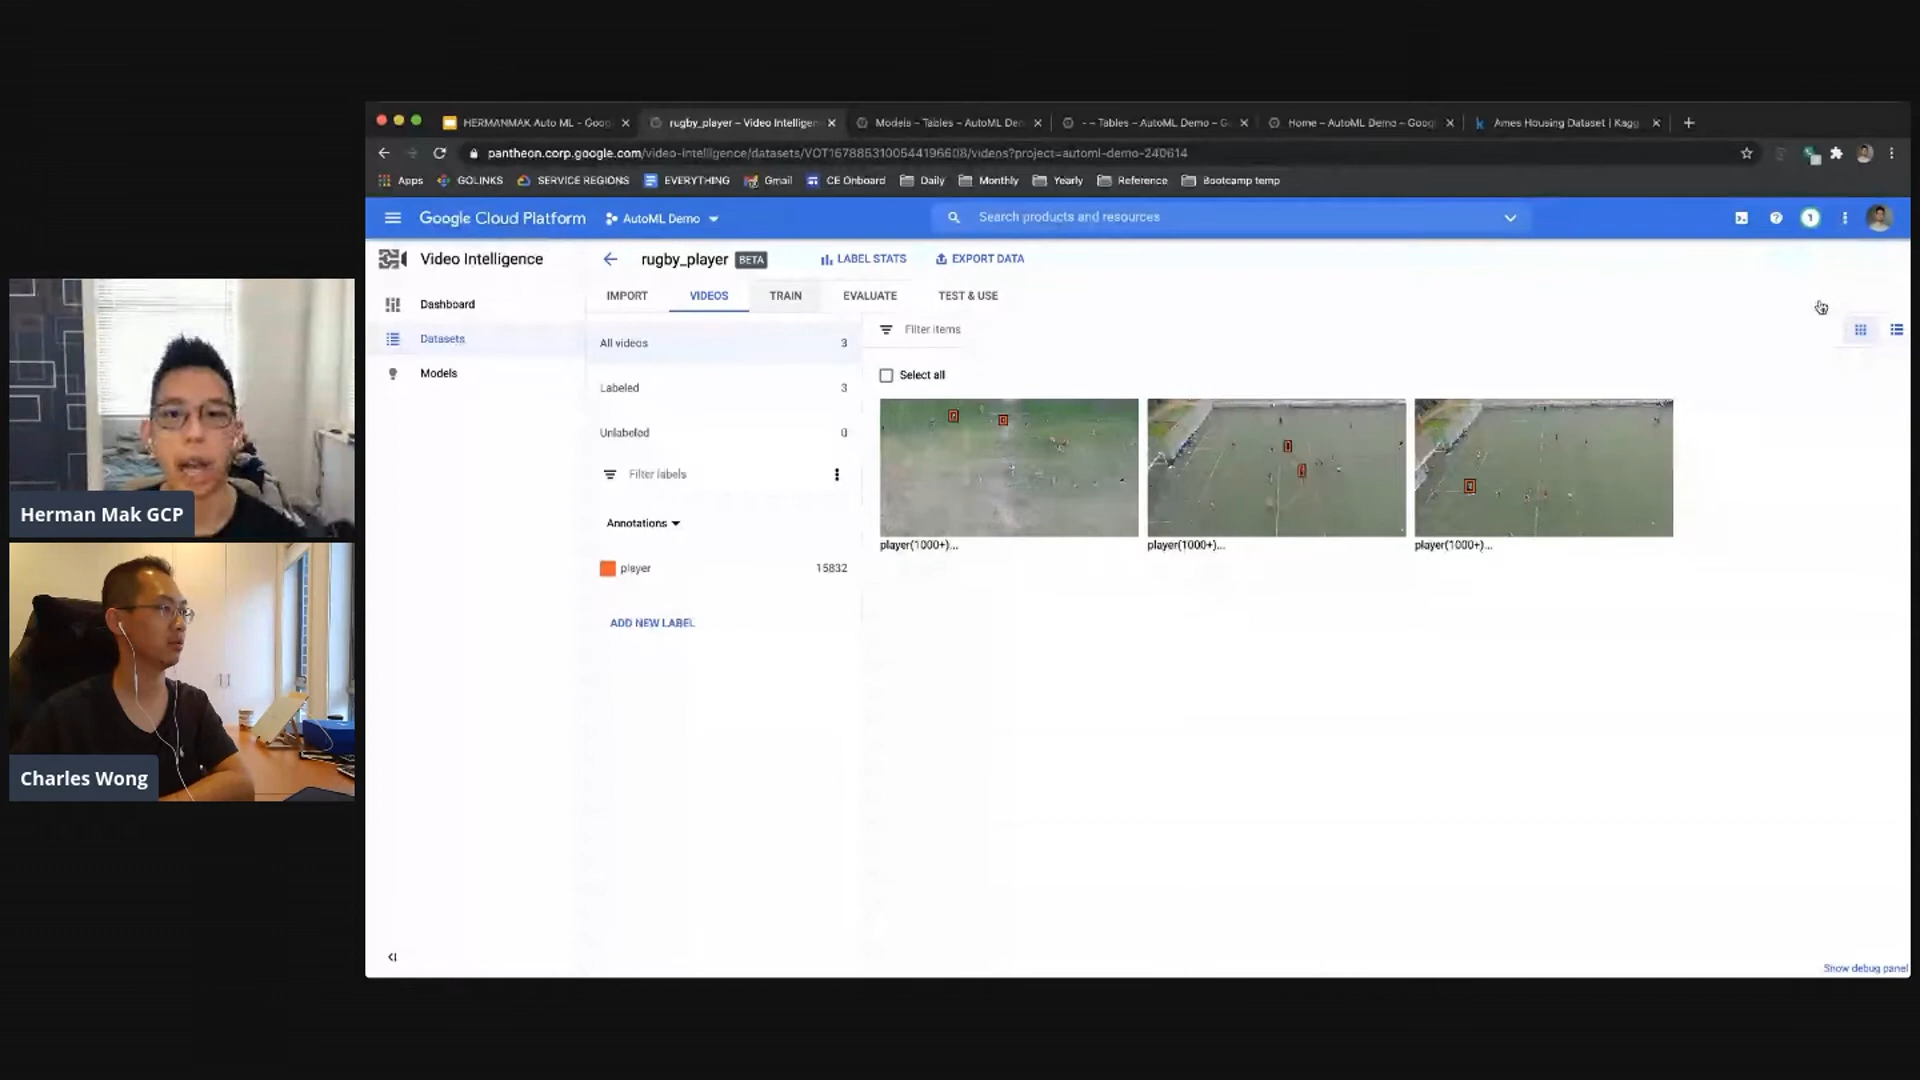 HERMANMAK Auto ML - Goog
rugby_player – Video Intelligen
Models – Tables – AutoML De
-- Tables – AutoML Demo – G
Home – AutoML Demo – Goog
Ames Housing Dataset | Kagg
pantheon.corp.google.com/video-intelligence/datasets/VOT1678853100544196608/videos?project=automl-demo-240614
Apps
GOLINKS
SERVICE REGIONS
EVERYTHING
Gmail
CE Onboard
Daily
Monthly
Yearly
Reference
Bootcamp temp
Google Cloud Platform
AutoML Demo
Search products and resources
1
Video Intelligence
rugby_player
BETA
LABEL STATS
EXPORT DATA
Dashboard
Datasets
Models
IMPORT
VIDEOS
TRAIN
EVALUATE
TEST & USE
All videos 3
Labeled 3
Unlabeled 0
Filter labels
Annotations
player 15832
ADD NEW LABEL
Filter items
Select all
player(1000+)...
player(1000+)...
player(1000+)...
Show debug panel
Herman Mak GCP
Charles Wong